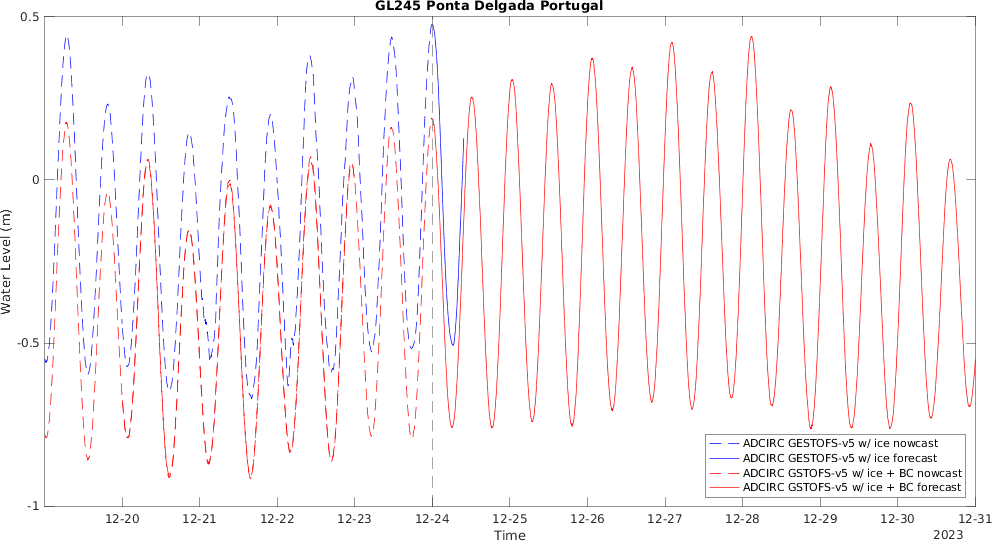 GL245 Ponta Delgada Portugal
0.5
0
-0.5
-1
Water Level (m)
ADCIRC GESTOFS-v5 w/ ice nowcast
ADCIRC GESTOFS-v5 w/ ice forecast
ADCIRC GSTOFS-v5 w/ ice + BC nowcast
ADCIRC GSTOFS-v5 w/ ice + BC forecast
12-20 12-21 12-22 12-23 12-24 12-25 12-26 12-27 12-28 12-29 12-30 12-31
Time
2023